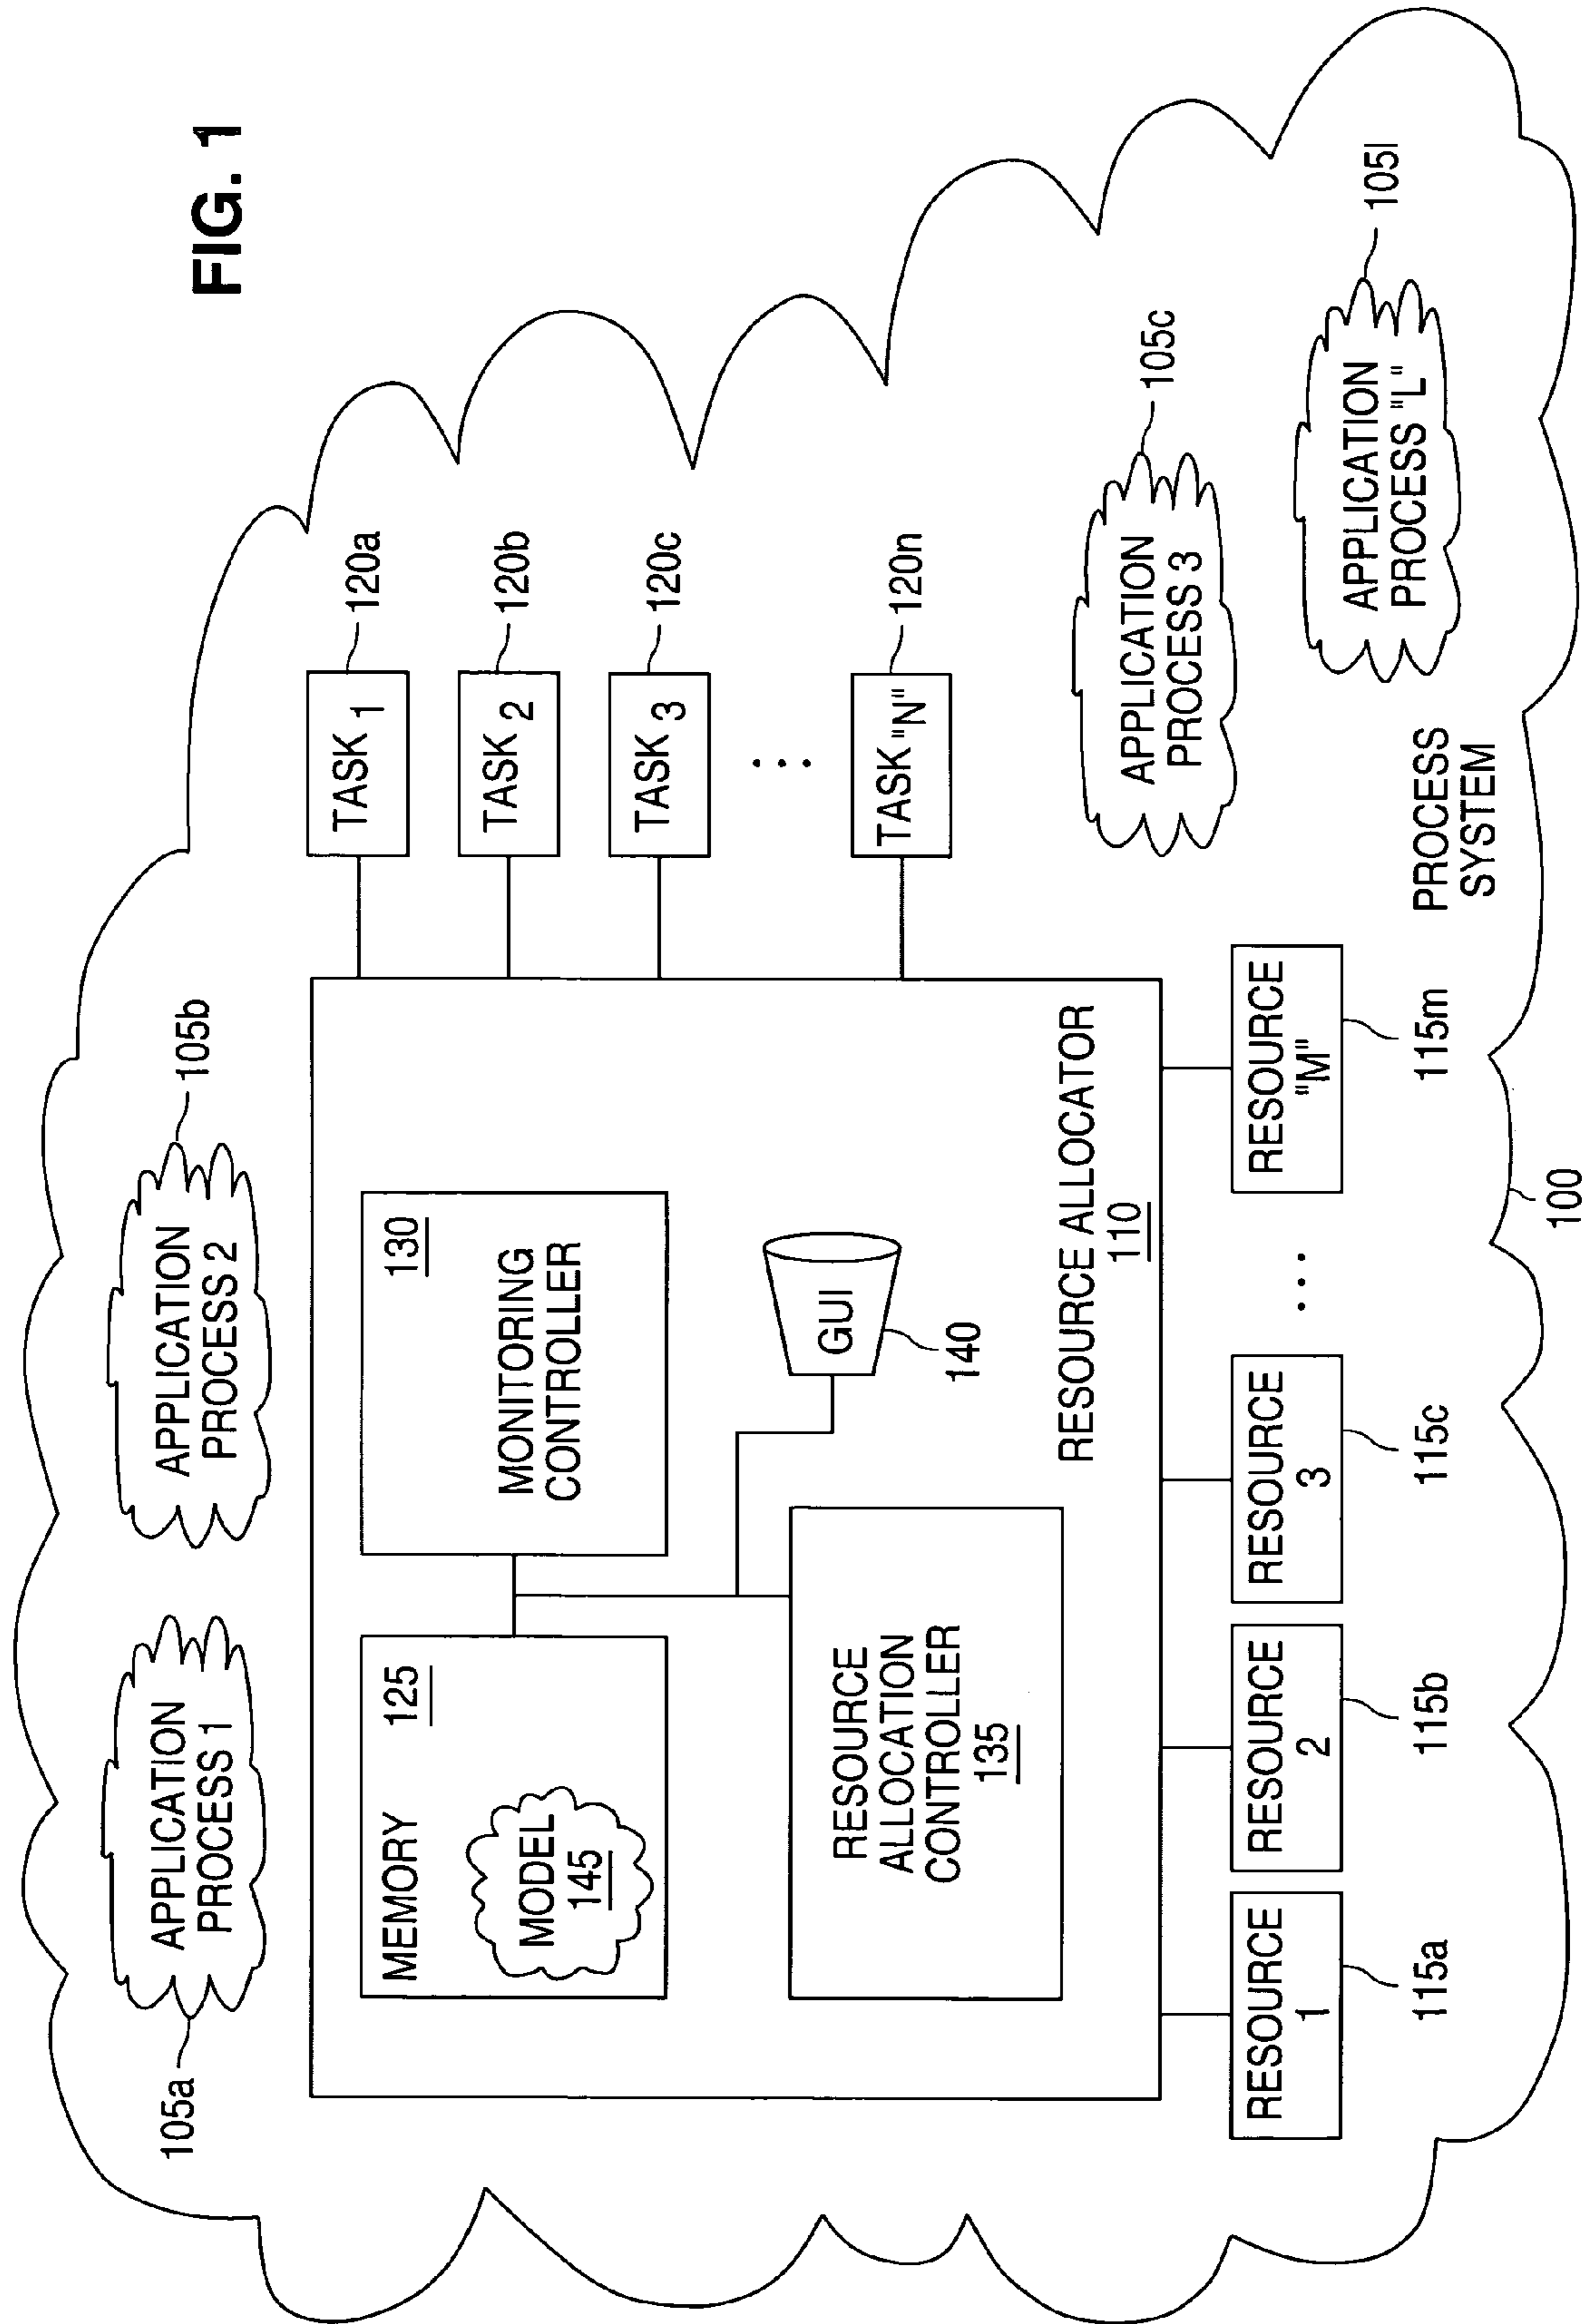 FIG. 1
105a
APPLICATION
PROCESS 1
APPLICATION
PROCESS 2
105b
MEMORY
125
MODEL
145
130
MONITORING
CONTROLLER
RESOURCE
ALLOCATION
CONTROLLER
135
GUI
140
RESOURCE ALLOCATOR
110
TASK 1
120a
TASK 2
120b
TASK 3
120c
...
TASK "N"
120n
RESOURCE
1
115a
RESOURCE
2
115b
RESOURCE
3
115c
...
RESOURCE
"M"
115m
APPLICATION
PROCESS 3
105c
APPLICATION
PROCESS "L"
105l
PROCESS
SYSTEM
100